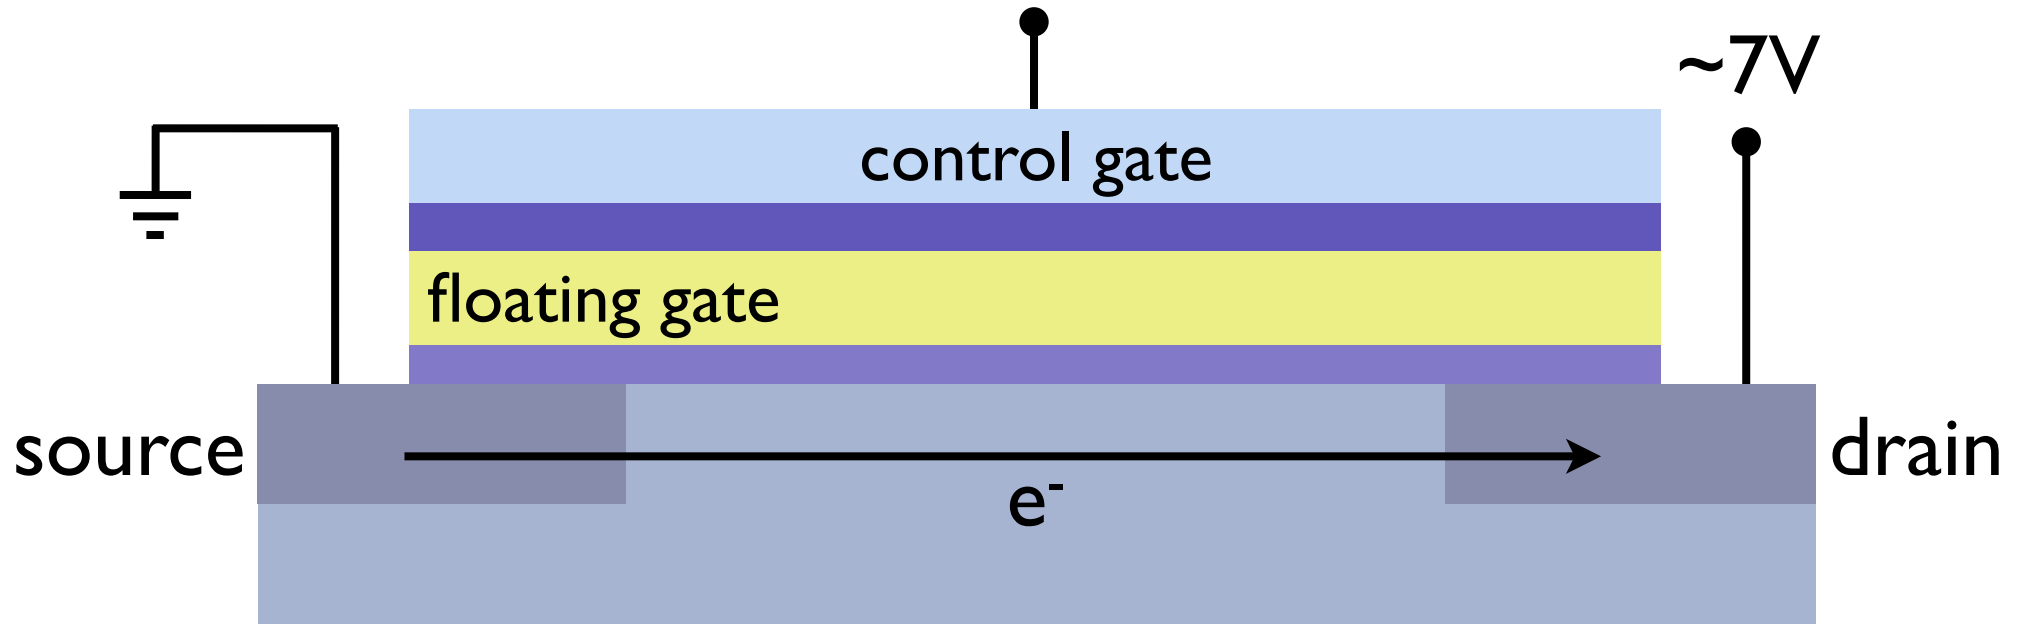 ~7V
control gate
floating gate
source
drain
e-